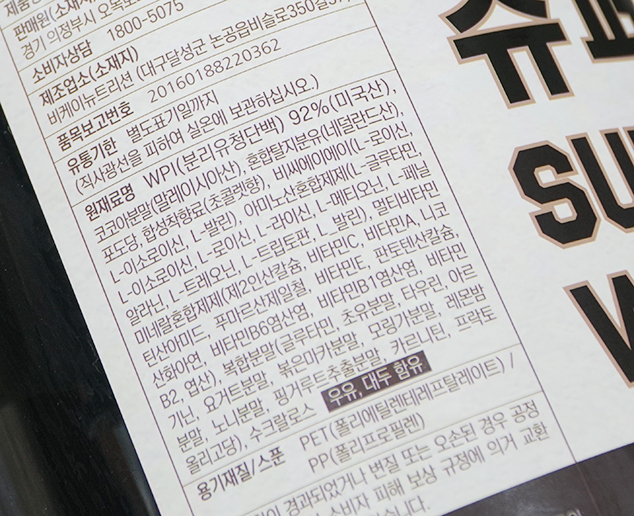 판매원(소재지)
경기 의정부시 오목로
소비자상담 1800-5075
제조업소(소재지)
비케이뉴트리션 (대구달성군 논공읍비슬로350길
품목보고번호 20160188220362
유통기한 별도표기일까지
(직사광선을 피하여 실온에 보관하십시오.)
원재료명 WPI(분리유청단백) 92%(미국산),
코코아분말(말레이시아산), 혼합탈지분유(네덜란드산),
포도당, 합성착향료(초콜렛향), 비씨에이에이(L-로이신,
L-이소로이신, L-발린), 아미노산혼합제제(L-글루타민,
L-이소로이신, L-로이신, L-라이신, L-메티오닌, L-페닐
알라닌, L-트레오닌, L-트립토판, L-발린), 멀티비타민
미네랄혼합제제(제2인산칼슘, 비타민C, 비타민A, 니코
틴산아미드, 푸마르산제일철, 비타민E, 판토텐산칼슘,
산화아연, 비타민B6염산염, 비타민B1염산염, 비타민
B2, 엽산), 복합분말(글루타민, 초유분말, 타우린, 아르
기닌, 요거트분말, 볶은마카분말, 모링가분말, 레몬밤
분말, 노니분말, 핑거루트추출분말, 카르니틴, 프락토
올리고당), 수크랄로스 우유, 대두 함유
용기재질/스푼 PET(폴리에틸렌테레프탈레이트) /
PP(폴리프로필렌)
경과되었거나 변질 또는 오손된 경우 공장
소비자 피해 보상 규정에 의거 교환
습니다.
슈
SU
W